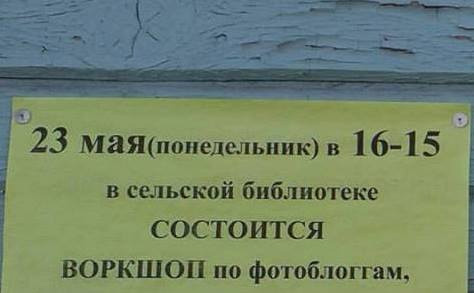 23 мая(понедельник) в 16-15
в сельской библиотеке
СОСТОИТСЯ
ВОРКШОП по фотоблоггам,